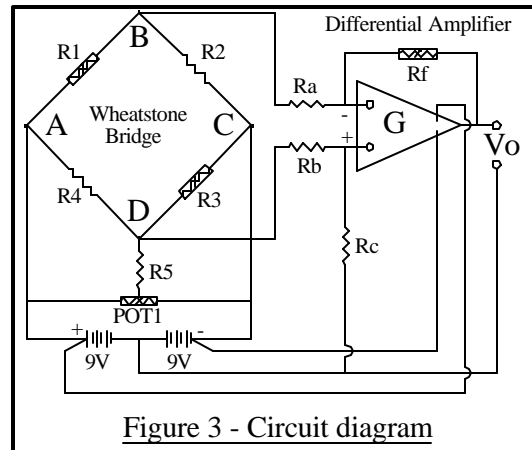 Differential Amplifier
B
R1
R2
Rf
Ra
Wheatstone
Bridge
A
C
-
+
G
Vo
Rb
R4
D
R3
Rc
R5
POT1
+
-
9V
9V
Figure 3 - Circuit diagram